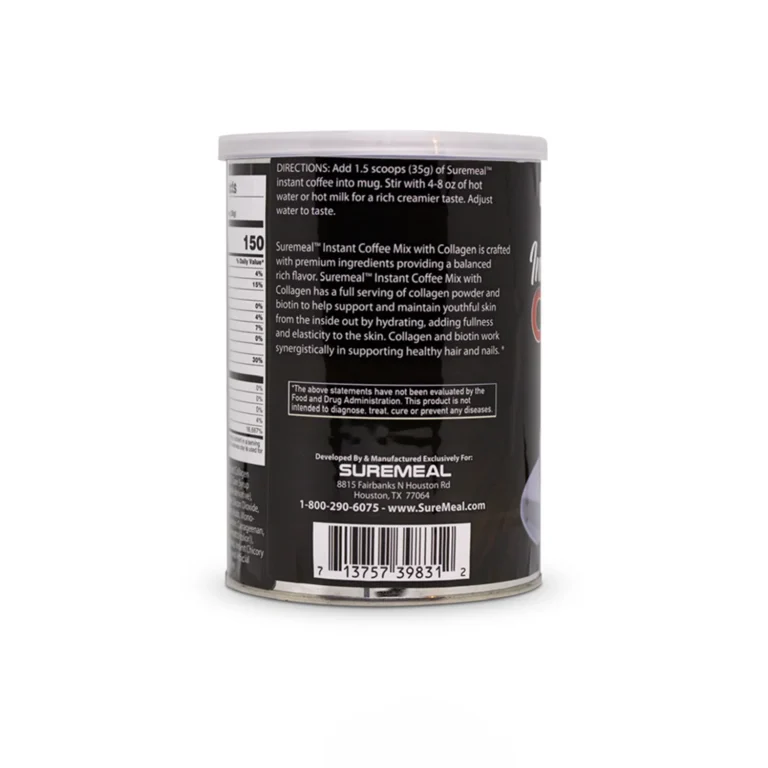 DIRECTIONS: Add 1.5 scoops (35g) of Suremeal™
instant coffee into mug. Stir with 4-8 oz of hot
water or hot milk for a rich creamier taste. Adjust
water to taste.
Suremeal™ Instant Coffee Mix with Collagen is crafted
with premium ingredients providing a balanced
rich flavor. Suremeal™ Instant Coffee Mix with
Collagen has a full serving of collagen powder and
biotin to help support and maintain youthful skin
from the inside out by hydrating, adding fullness
and elasticity to the skin. Collagen and biotin work
synergistically in supporting healthy hair and nails. *
*The above statements have not been evaluated by the
Food and Drug Administration. This product is not
intended to diagnose, treat, cure or prevent any diseases.
Developed By & Manufactured Exclusively For:
SUREMEAL
8815 Fairbanks N Houston Rd
Houston, TX 77064
1-800-290-6075 - www.SureMeal.com
7 13757 39831 2
150
% Daily Value*
4%
15%
0%
4%
7%
0%
30%
0%
0%
0%
4%